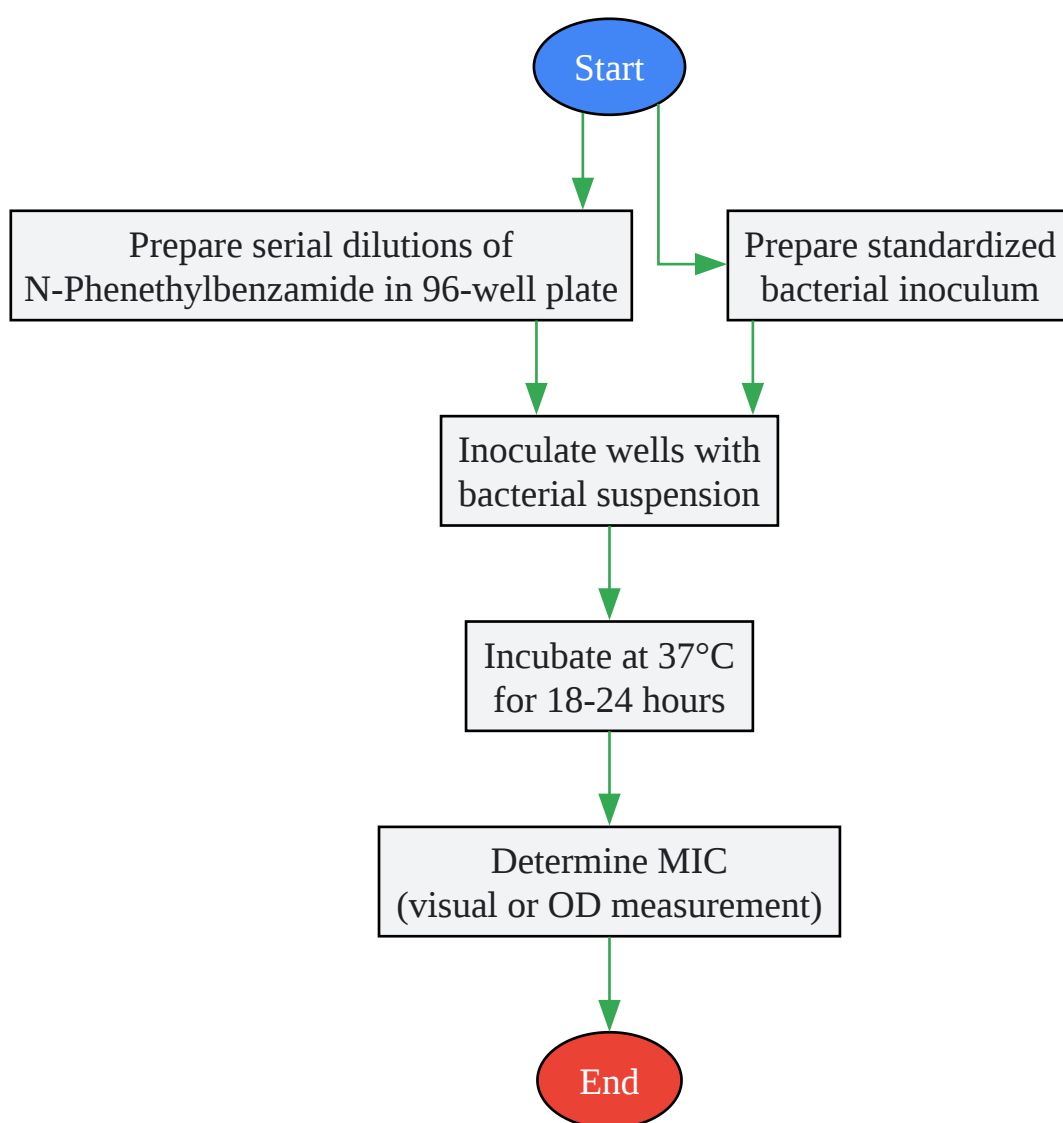 Start
Prepare serial dilutions of
N-Phenethylbenzamide in 96-well plate
Prepare standardized
bacterial inoculum
Inoculate wells with
bacterial suspension
Incubate at 37°C
for 18-24 hours
Determine MIC
(visual or OD measurement)
End